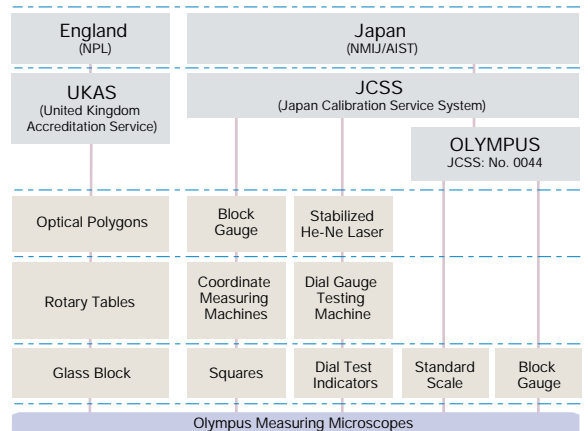 England
(NPL)
Japan
(NMIJ/AIST)
UKAS
(United Kingdom
Accreditation Service)
JCSS
(Japan Calibration Service System)
OLYMPUS
JCSS: No. 0044
Optical Polygons
Block
Gauge
Stabilized
He-Ne Laser
Rotary Tables
Coordinate
Measuring
Machines
Dial Gauge
Testing
Machine
Glass Block
Squares
Dial Test
Indicators
Standard
Scale
Block
Gauge
Olympus Measuring Microscopes